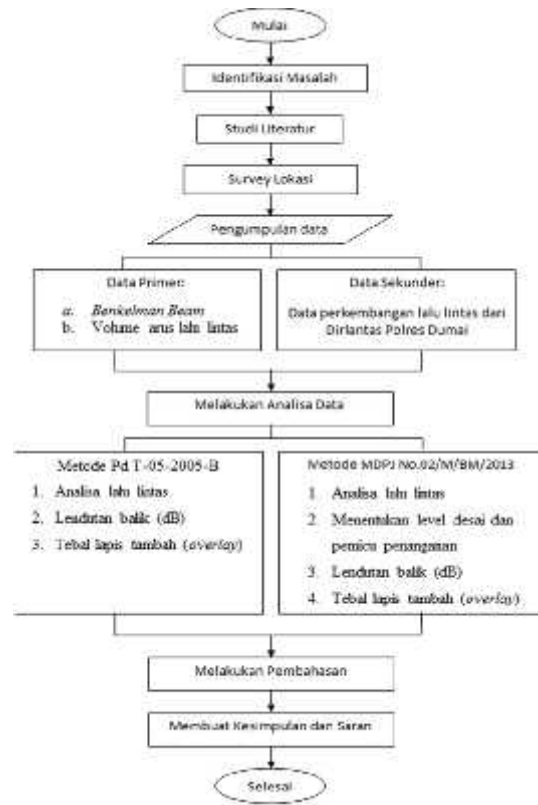 Mulai
Identifikasi Masalah
Studi Literatur
Survey Lokasi
Pengumpulan data
Data Primer:
a. Benkelman Beam
b. Volume arus lalu lintas
Data Sekunder:
Data perkembangan lalu lintas dari
Dirlantas Polres Dumai
Melakukan Analisa Data
Metode Pd T-05-2005-B
1. Analisa lalu lintas
2. Lendutan balik (dB)
3. Tebal lapis tambah (overlay)
Metode MDPJ No.02/M/BM/2013
1 Analisa lalu lintas
2 Menentukan level desai dan
pemicu penanganan
3. Lendutan balik (dB)
4. Tebal lapis tambah (overlay)
Melakukan Pembahasan
Membuat Kesimpulan dan Saran
Selesai